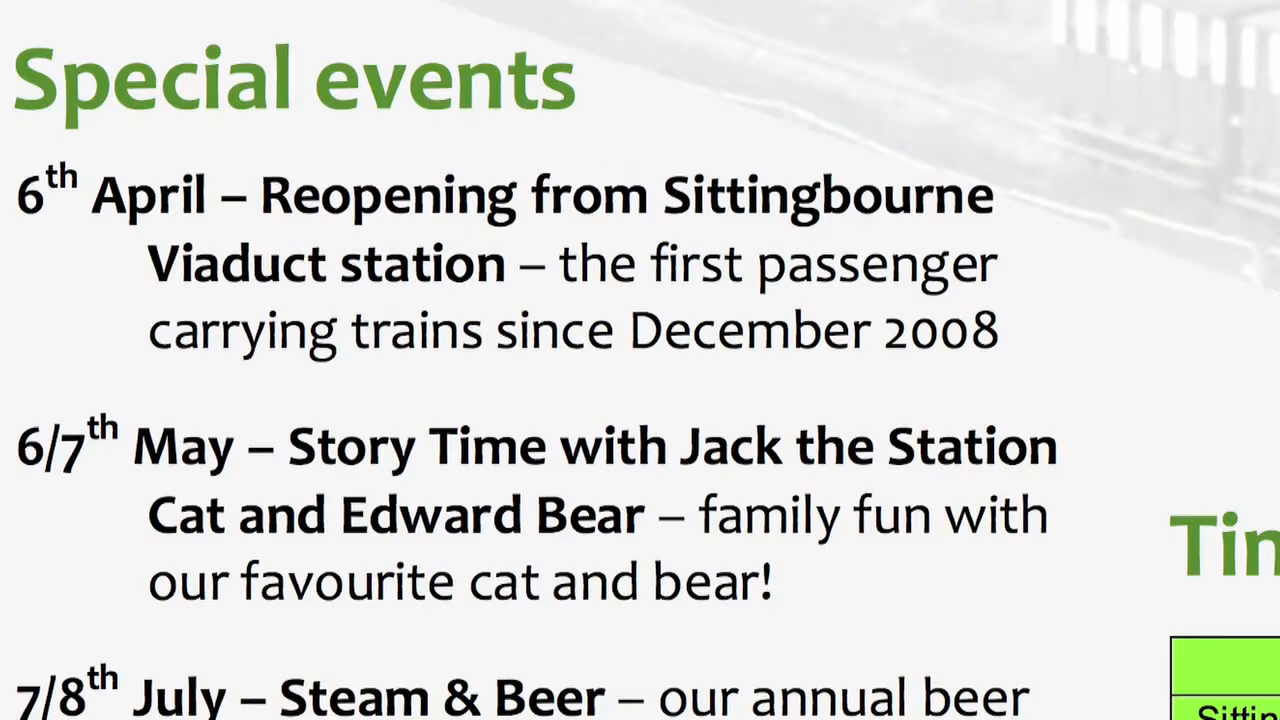 Special events
6th April – Reopening from Sittingbourne
Viaduct station – the first passenger
carrying trains since December 2008
6/7th May – Story Time with Jack the Station
Cat and Edward Bear – family fun with
our favourite cat and bear!
7/8th July – Steam & Beer – our annual beer